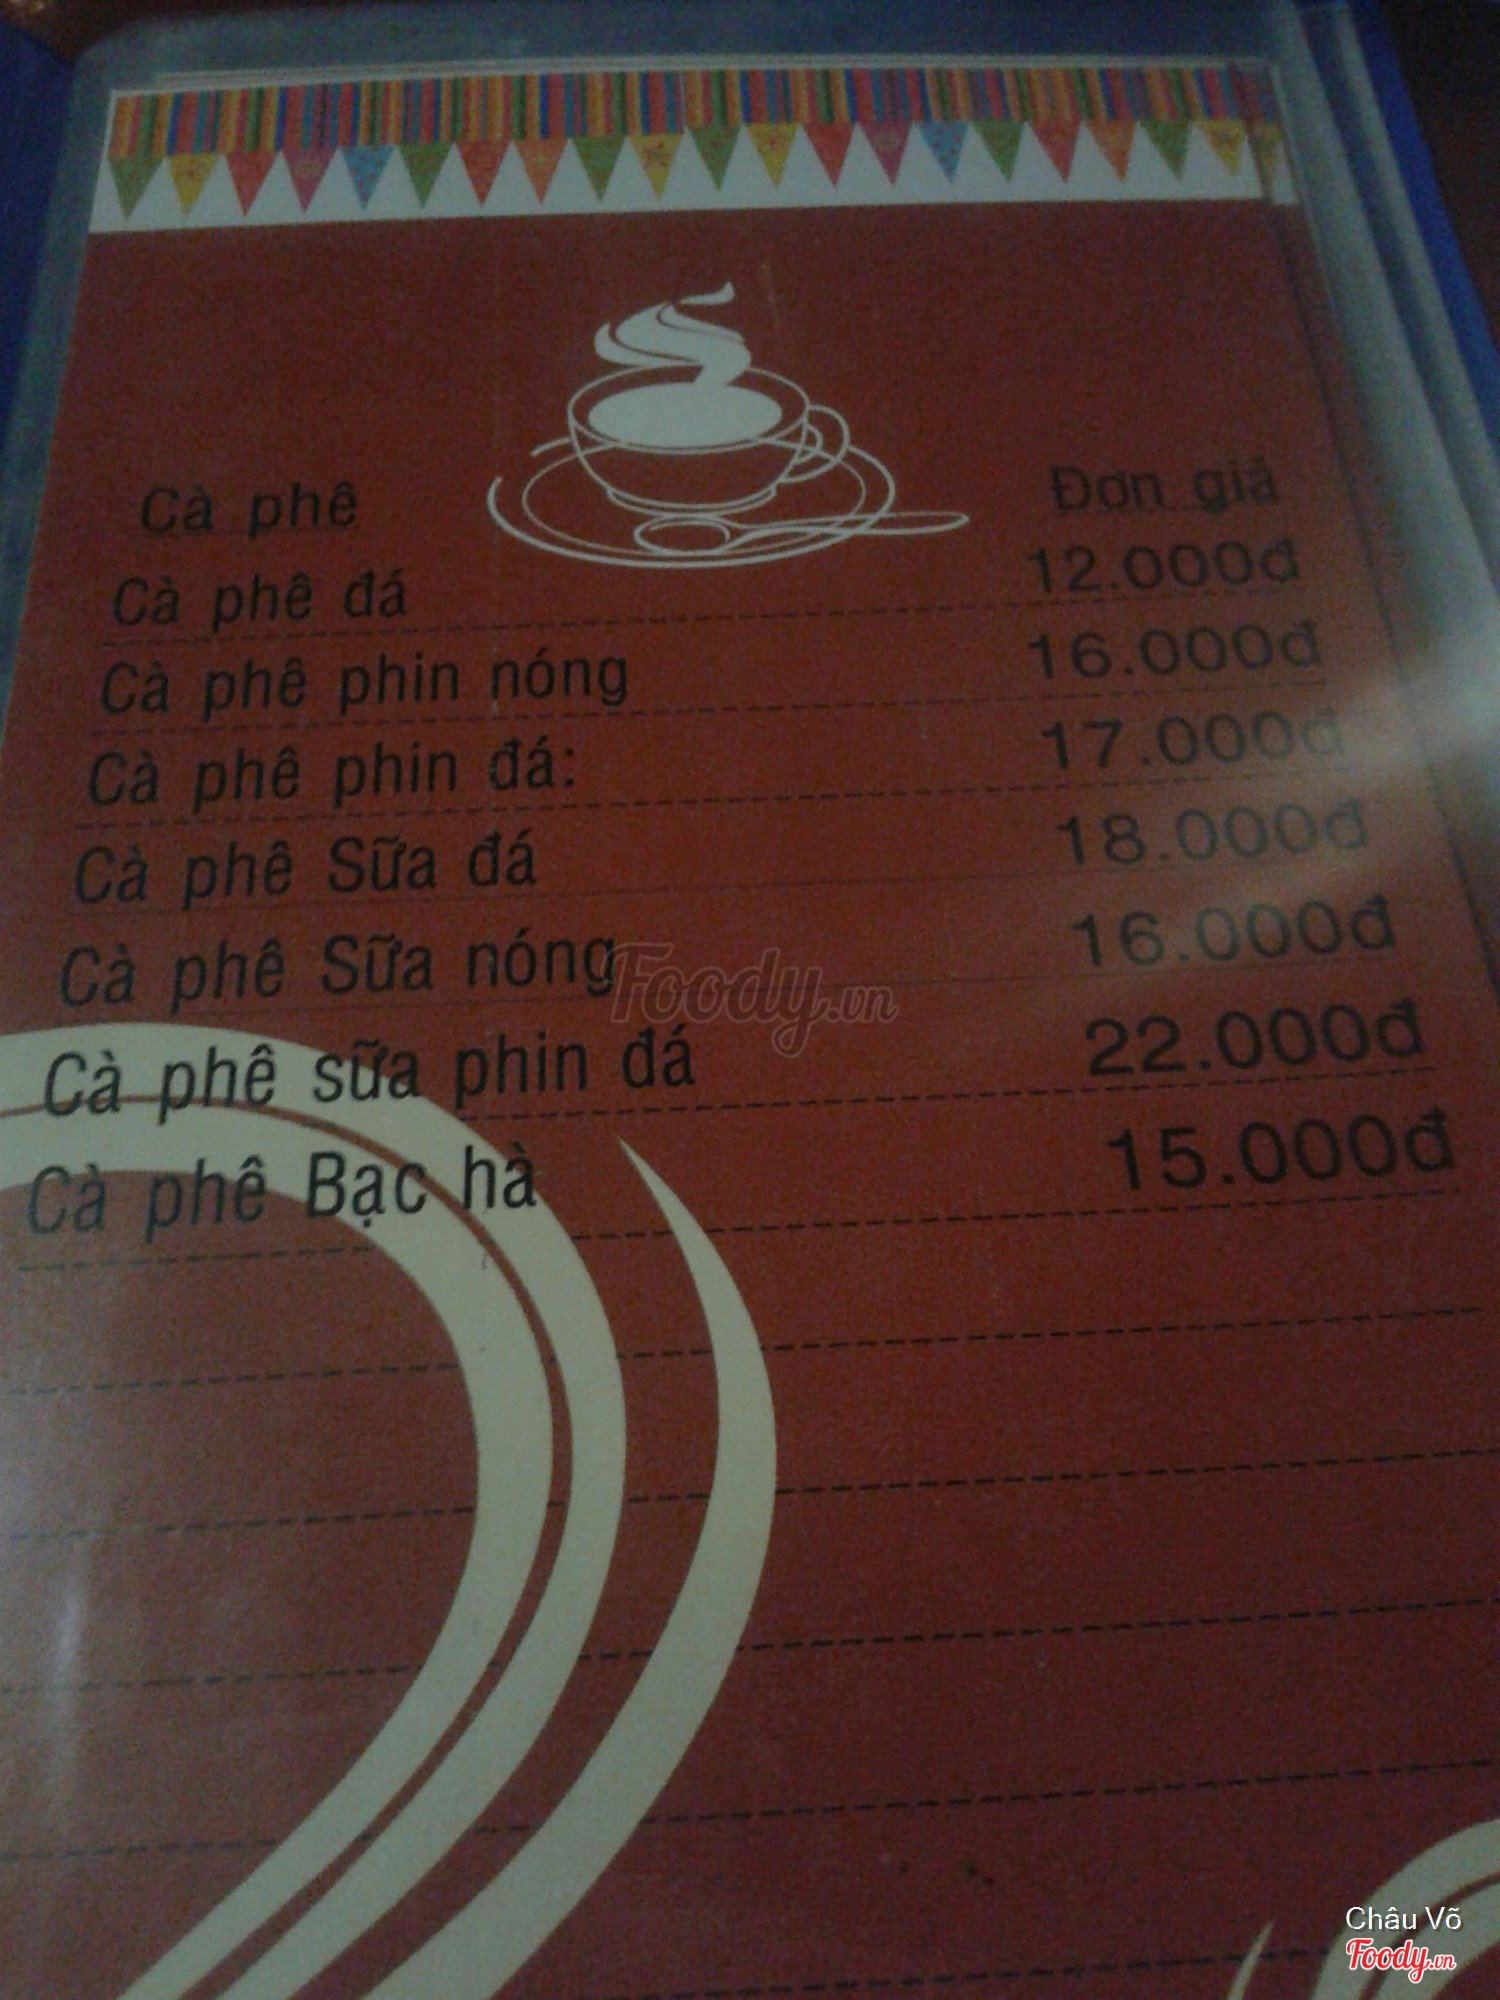 Cà phê Đơn giá
Cà phê đá 12.000đ
Cà phê phin nóng 16.000đ
Cà phê phin đá: 17.000đ
Cà phê Sữa đá 18.000đ
Cà phê Sữa nóng 16.000đ
Foody.vn
Cà phê sữa phin đá 22.000đ
Cà phê Bạc hà 15.000đ
Châu Võ
Foody.vn